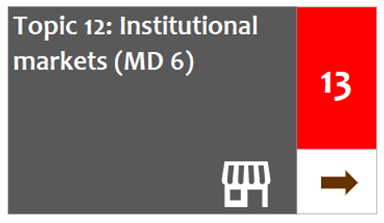 Topic 12: Institutional
markets (MD 6)
13